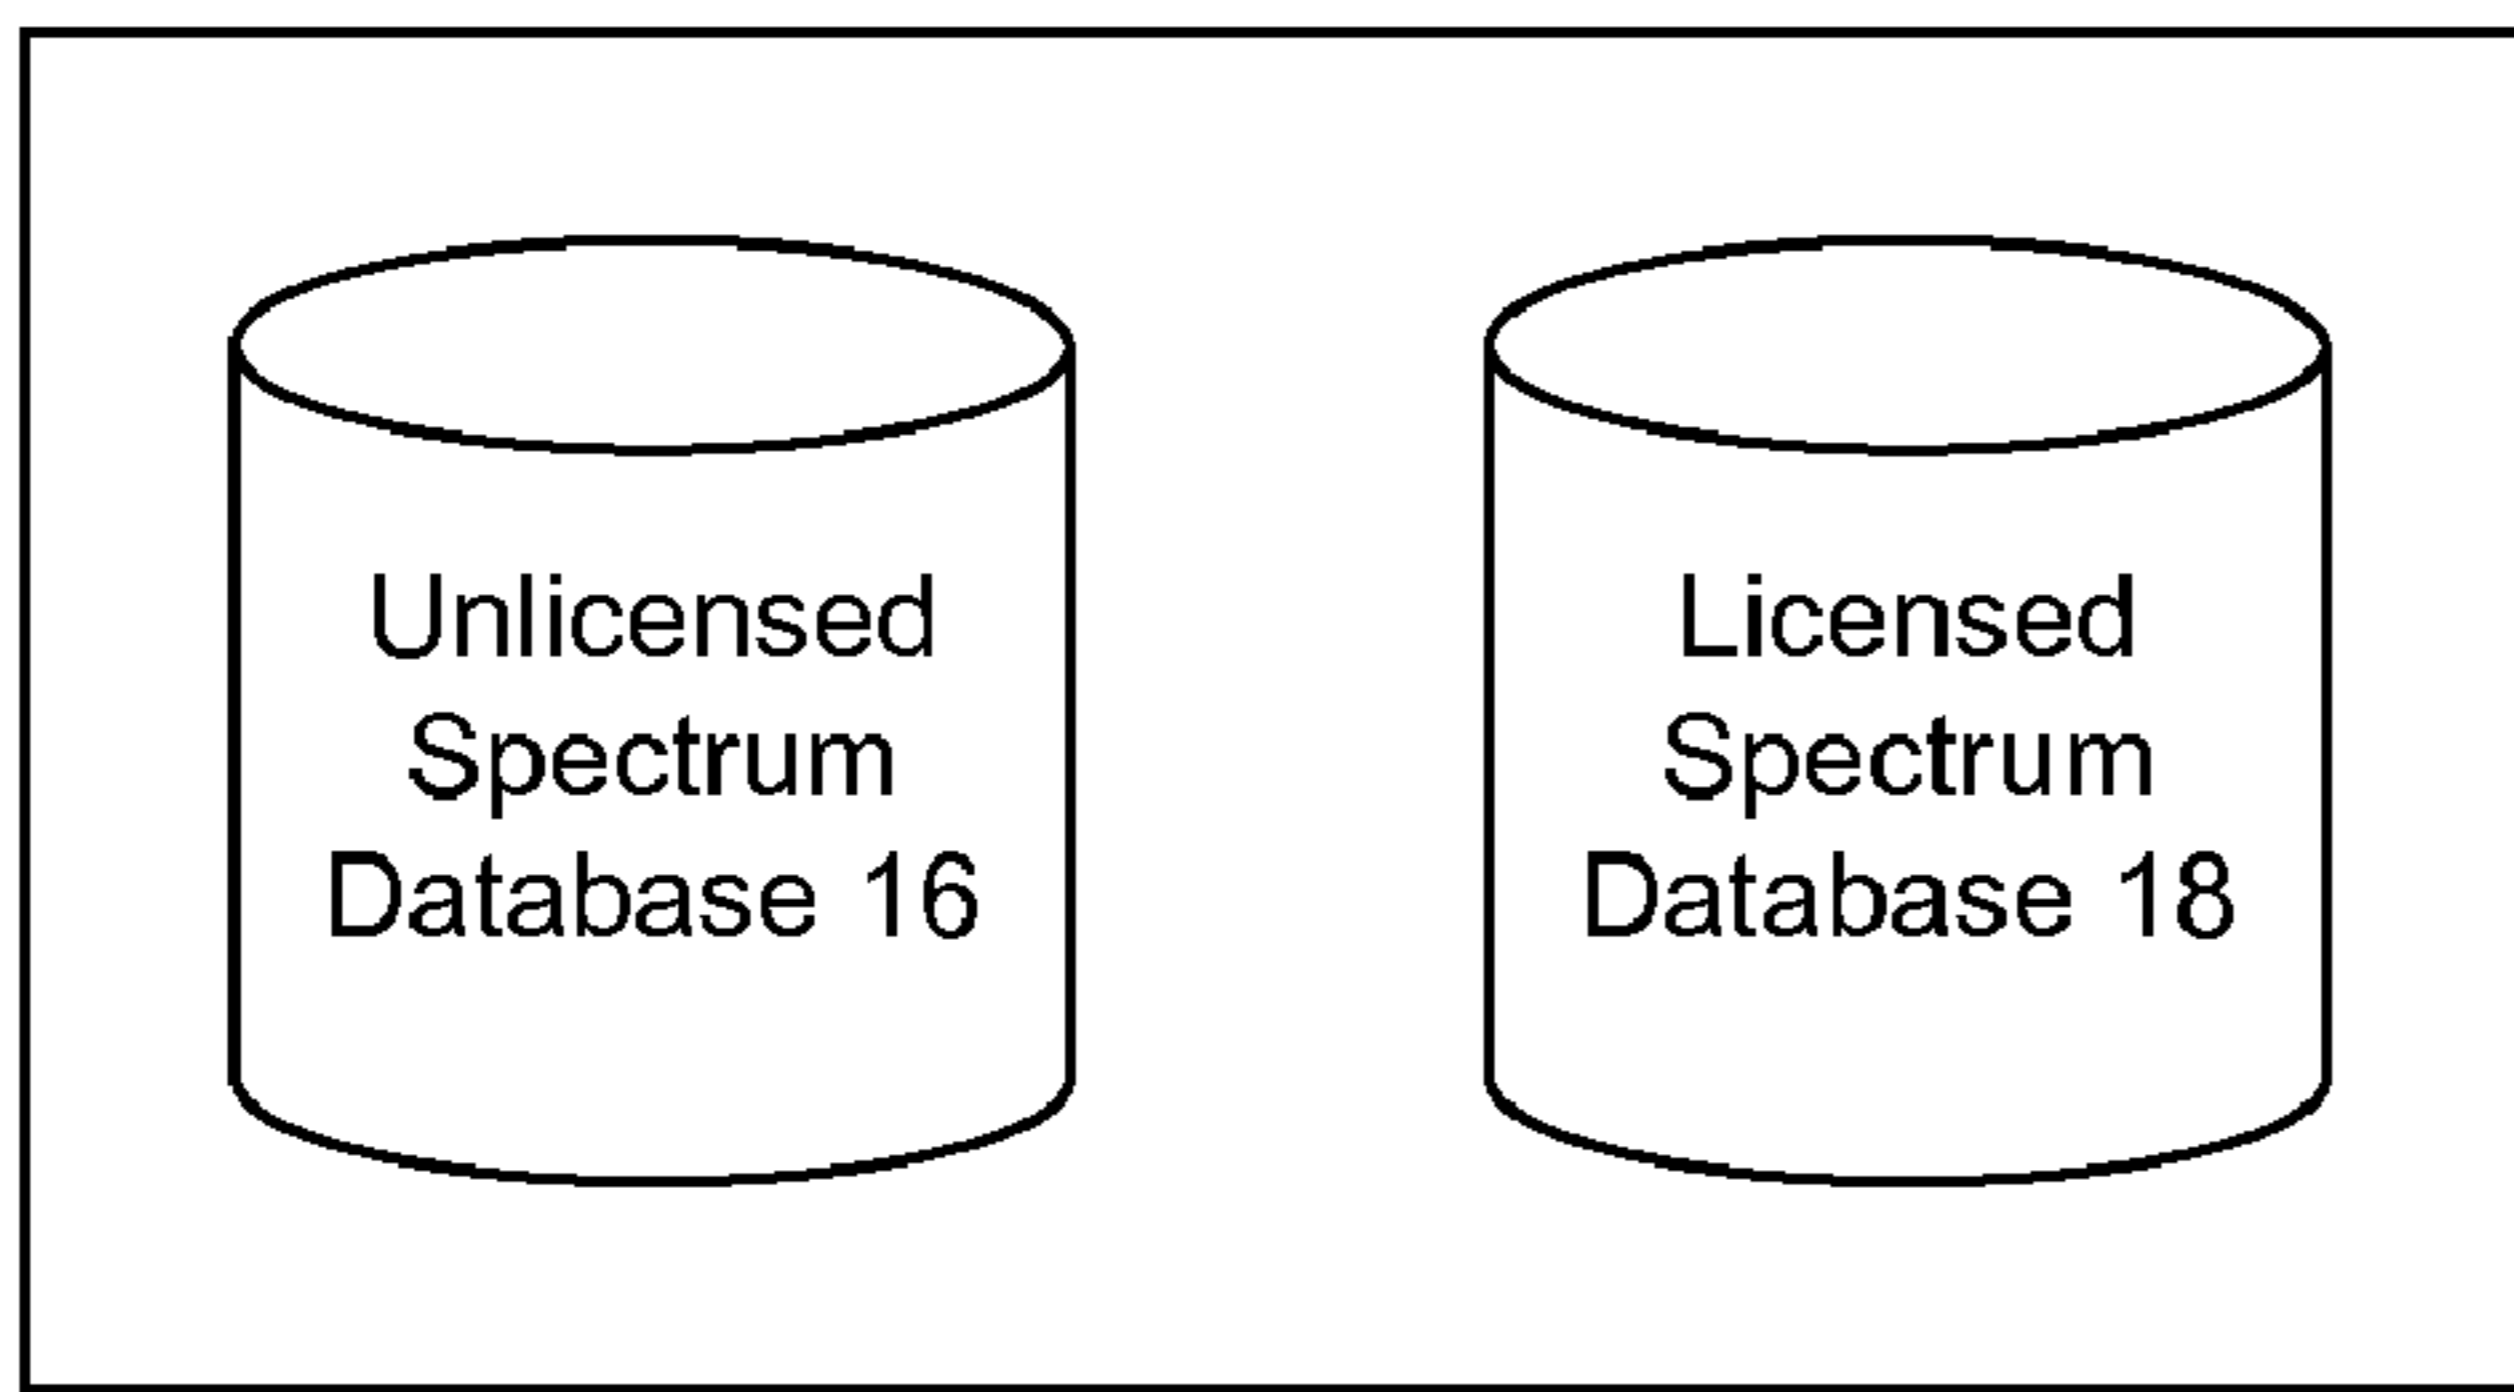 Unlicensed
Spectrum
Database 16
Licensed
Spectrum
Database 18